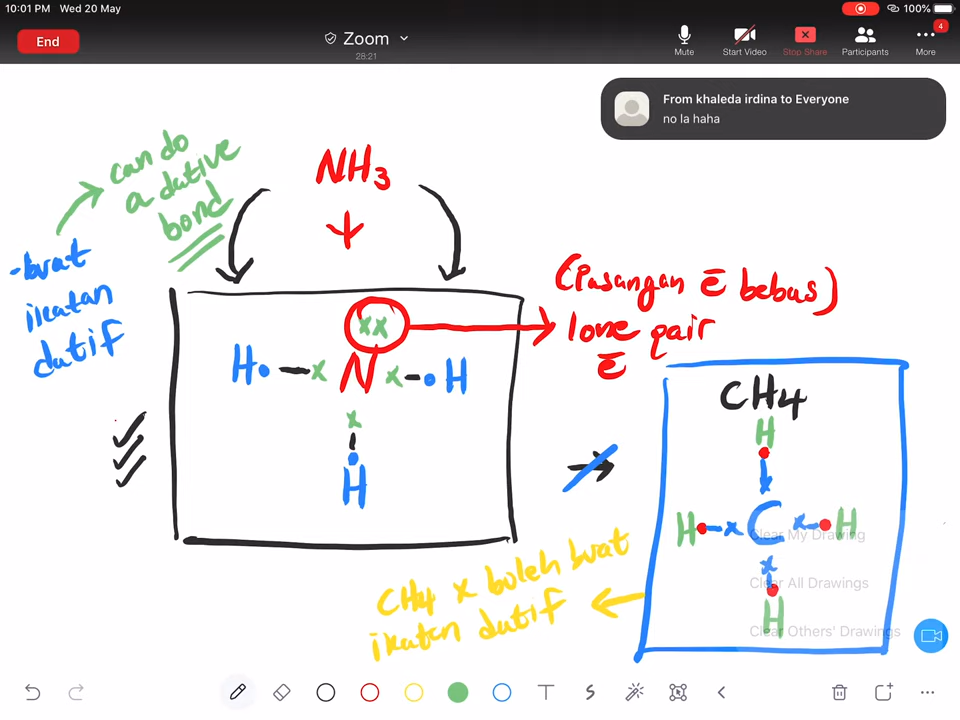 10:01 PM Wed 20 May
100%
End
Zoom
28:21
Mute
Start Video
Stop Share
Participants
4
More
From khaleda irdina to Everyone
no la haha
can do
a dative
bond
-buat
ikatan
datif
NH3
+
xx
H• – x N x – • H
x
H
(Pasangan ē bebas)
lone pair
ē
CH4
H
x
H • – x C x – • H
x
H
CH4 x boleh buat
ikatan datif
Clear My Drawing
Clear All Drawings
Clear Others' Drawings
T